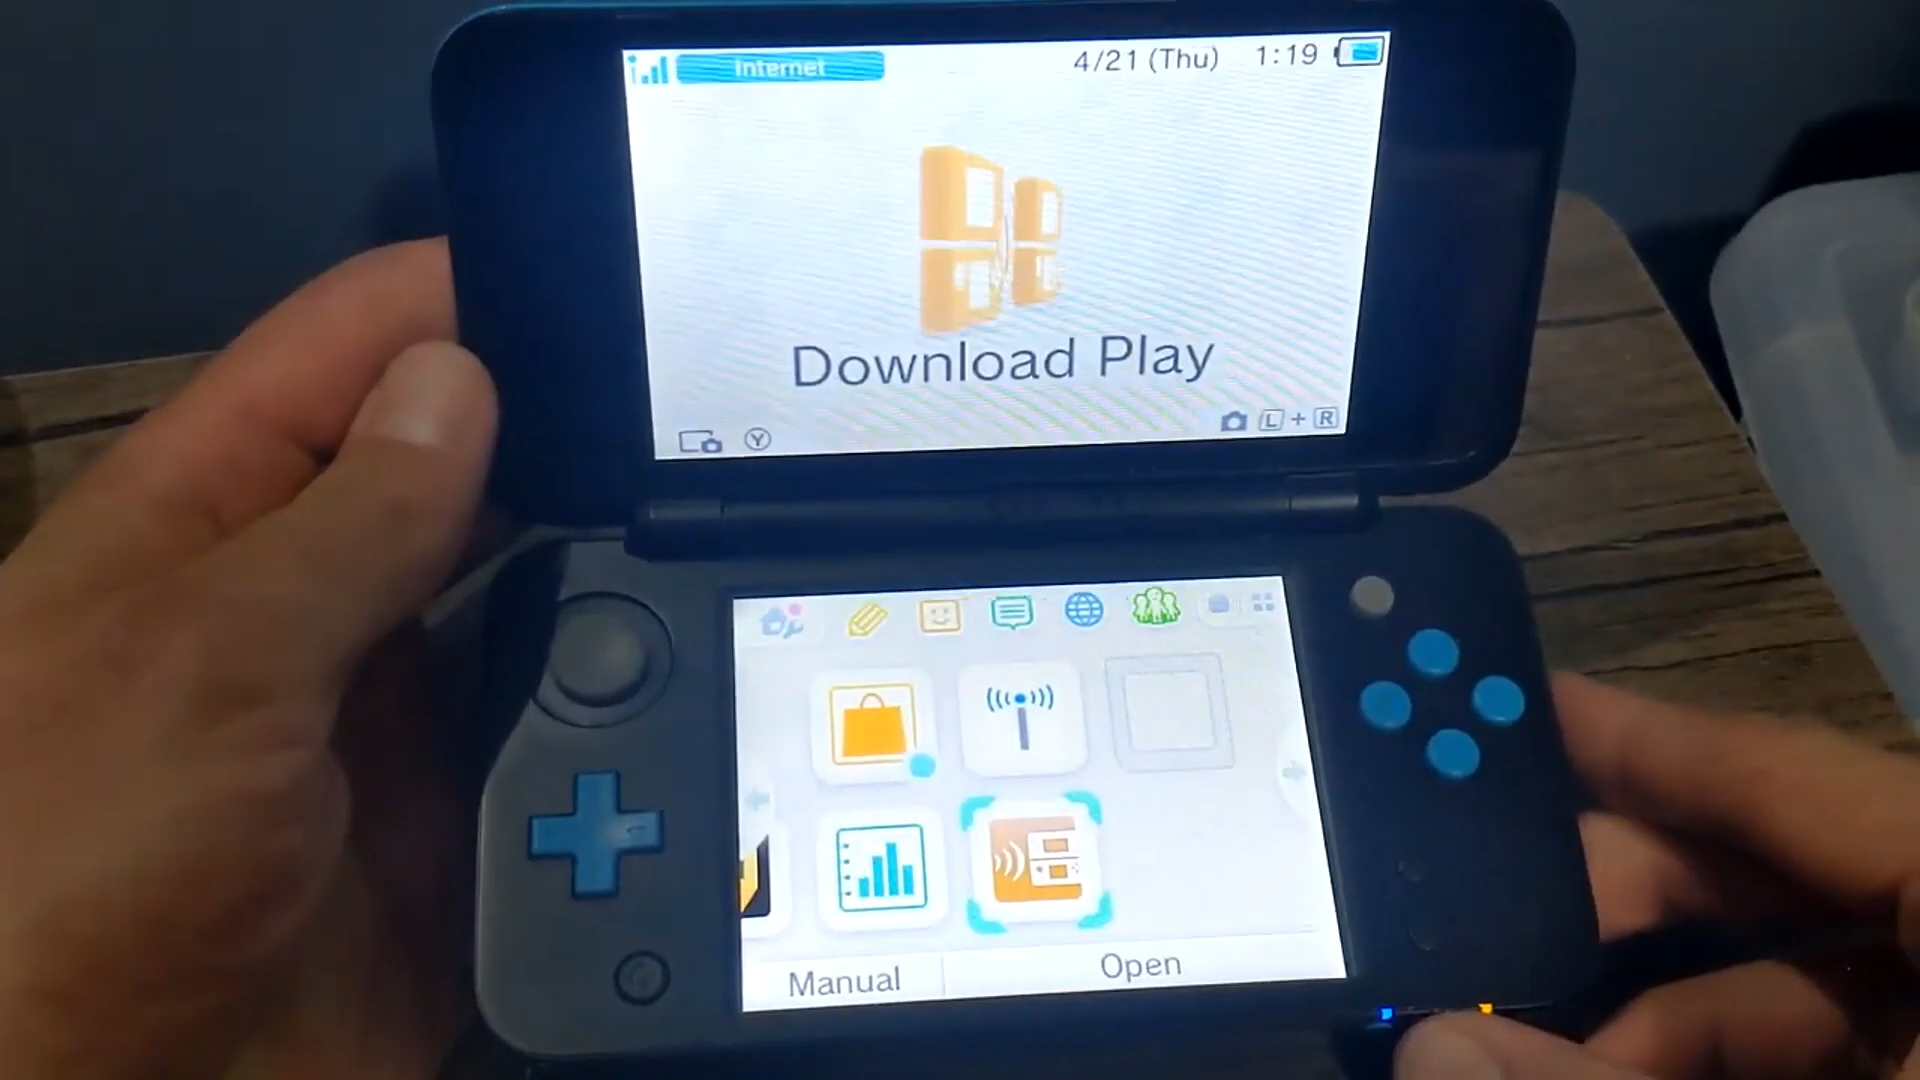 Internet 4/21 (Thu) 1:19
Download Play
Y L + R
Manual Open